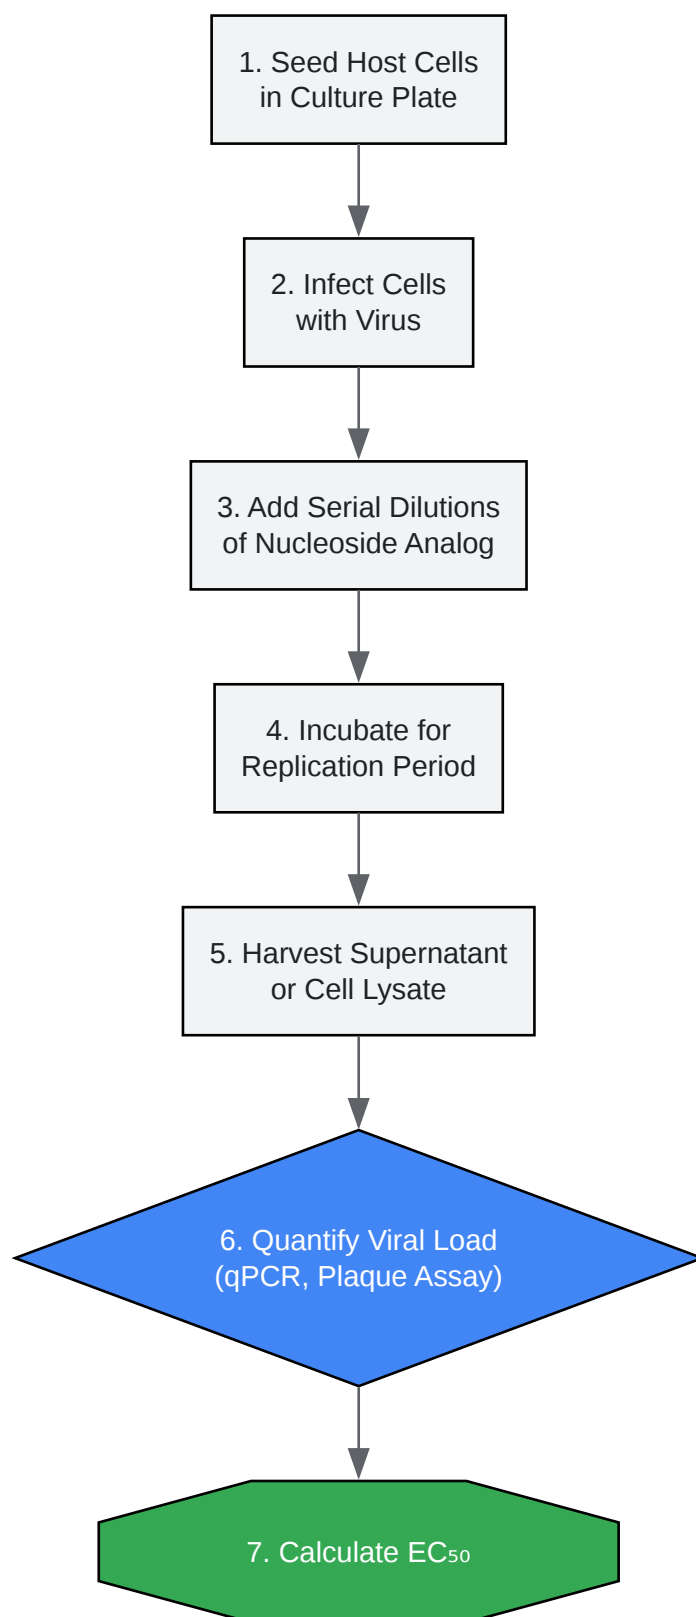 1. Seed Host Cells
in Culture Plate
2. Infect Cells
with Virus
3. Add Serial Dilutions
of Nucleoside Analog
4. Incubate for
Replication Period
5. Harvest Supernatant
or Cell Lysate
6. Quantify Viral Load
(qPCR, Plaque Assay)
7. Calculate EC₅₀